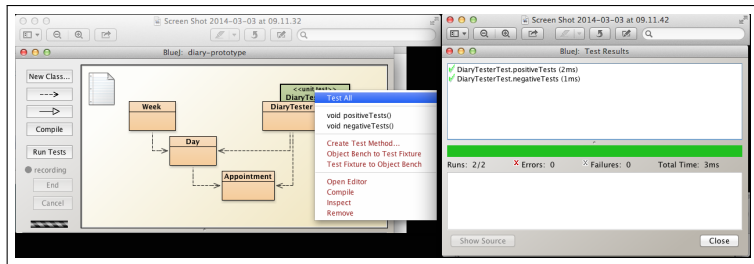 Screen Shot 2014-03-03 at 09.11.32
BlueJ: diary-prototype
New Class...
Compile
Run Tests
recording
End
Cancel
<<unit test>>
DiaryTe
DiaryTester
Week
Day
Appointment
Test All
void positiveTests()
void negativeTests()
Create Test Method...
Object Bench to Test Fixture
Test Fixture to Object Bench
Open Editor
Compile
Inspect
Remove
Screen Shot 2014-03-03 at 09.11.42
BlueJ: Test Results
DiaryTesterTest.positiveTests (2ms)
DiaryTesterTest.negativeTests (1ms)
Runs: 2/2 X Errors: 0 X Failures: 0 Total Time: 3ms
Show Source Close